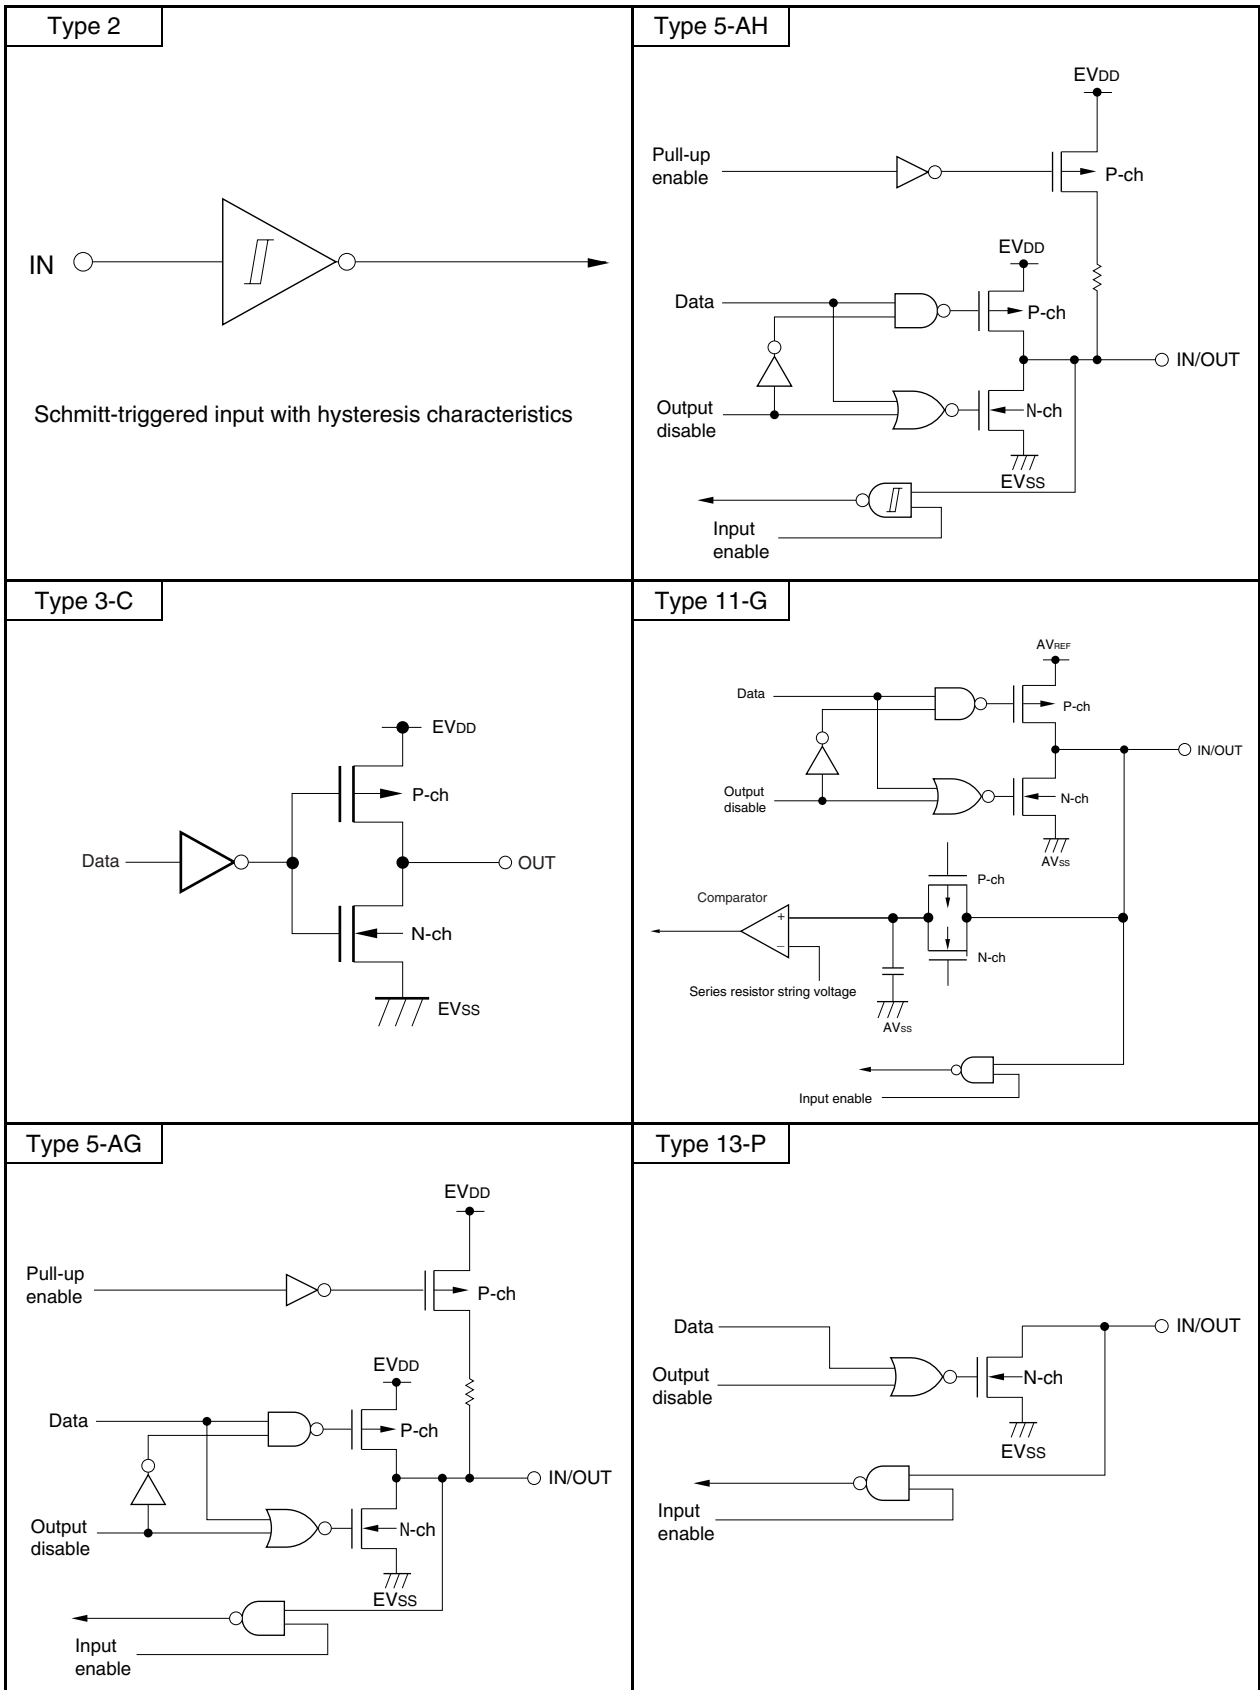 Type 2
IN
Schmitt-triggered input with hysteresis characteristics
Type 5-AH
EVDD
Pull-up
enable
P-ch
EVDD
Data
P-ch
IN/OUT
Output
disable
N-ch
EVSS
Input
enable
Type 3-C
EVDD
P-ch
Data
OUT
N-ch
EVSS
Type 11-G
AVREF
Data
P-ch
IN/OUT
Output
disable
N-ch
AVSS
P-ch
Comparator
+
–
N-ch
Series resistor string voltage
AVSS
Input enable
Type 5-AG
EVDD
Pull-up
enable
P-ch
EVDD
Data
P-ch
IN/OUT
Output
disable
N-ch
EVSS
Input
enable
Type 13-P
Data
IN/OUT
Output
disable
N-ch
EVSS
Input
enable